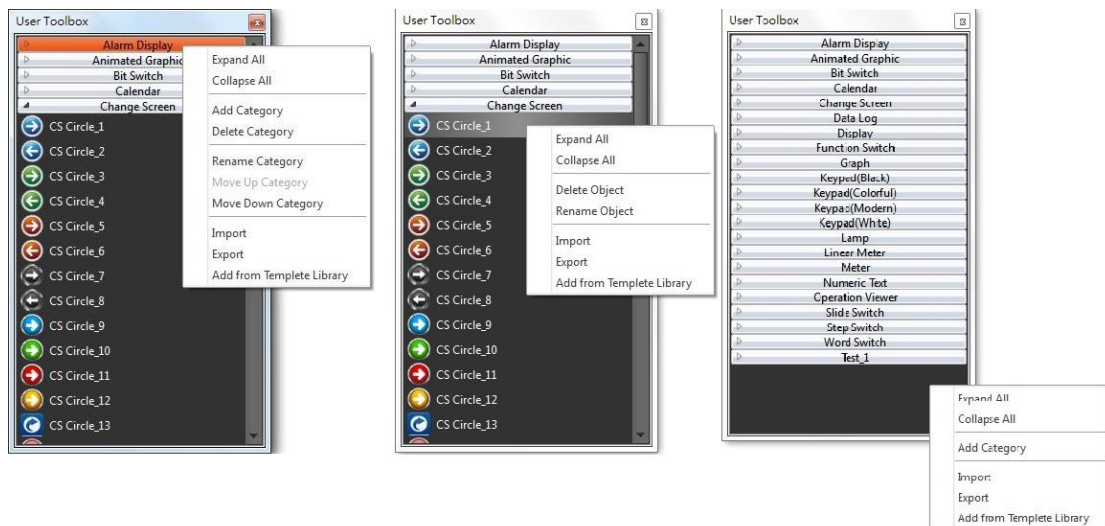 User Toolbox
Alarm Display
Animated Graphic
Bit Switch
Calendar
Change Screen
CS Circle_1
CS Circle_2
CS Circle_3
CS Circle_4
CS Circle_5
CS Circle_6
CS Circle_7
CS Circle_8
CS Circle_9
CS Circle_10
CS Circle_11
CS Circle_12
CS Circle_13
Expand All
Collapse All
Add Category
Delete Category
Rename Category
Move Up Category
Move Down Category
Import
Export
Add from Templete Library
User Toolbox
Alarm Display
Animated Graphic
Bit Switch
Calendar
Change Screen
CS Circle_1
CS Circle_2
CS Circle_3
CS Circle_4
CS Circle_5
CS Circle_6
CS Circle_7
CS Circle_8
CS Circle_9
CS Circle_10
CS Circle_11
CS Circle_12
CS Circle_13
Expand All
Collapse All
Delete Object
Rename Object
Import
Export
Add from Templete Library
User Toolbox
Alarm Display
Animated Graphic
Bit Switch
Calendar
Change Screen
Data Log
Display
Function Switch
Graph
Keypad(Black)
Keypad(Colorful)
Keypad(Modern)
Keypad(White)
Lamp
Linear Meter
Meter
Numeric Text
Operation Viewer
Slide Switch
Step Switch
Word Switch
Test_1
Expand All
Collapse All
Add Category
Import
Export
Add from Templete Library